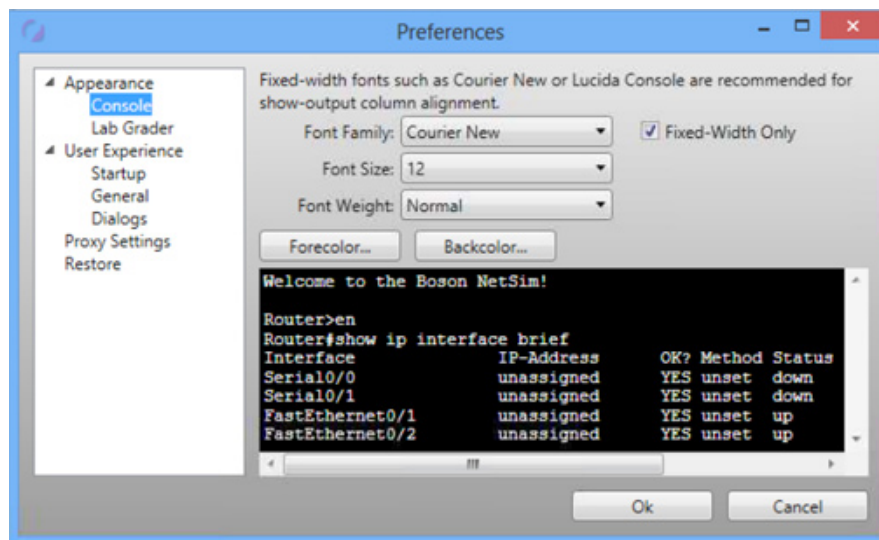 Preferences
Appearance
Console
Lab Grader
User Experience
Startup
General
Dialogs
Proxy Settings
Restore
Fixed-width fonts such as Courier New or Lucida Console are recommended for
show-output column alignment.
Font Family: Courier New
Fixed-Width Only
Font Size: 12
Font Weight: Normal
Forecolor... Backcolor...
Welcome to the Boson NetSim!
Router>en
Router#show ip interface brief
Interface IP-Address OK? Method Status
Serial0/0 unassigned YES unset down
Serial0/1 unassigned YES unset down
FastEthernet0/1 unassigned YES unset up
FastEthernet0/2 unassigned YES unset up
Ok Cancel